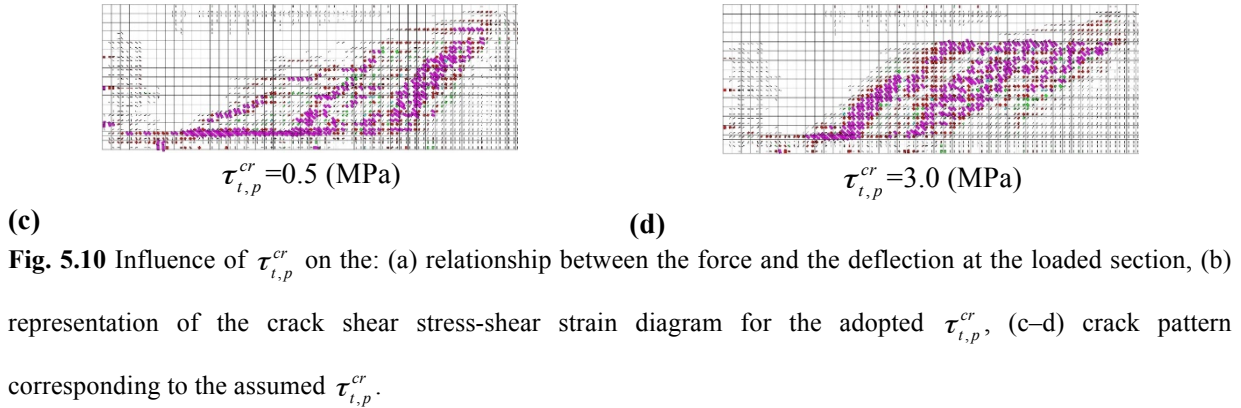 τ_{t,p}^{cr}=0.5 (MPa) τ_{t,p}^{cr}=3.0 (MPa)
(c) (d)
Fig. 5.10 Influence of τ_{t,p}^{cr} on the: (a) relationship between the force and the deflection at the loaded section, (b)
representation of the crack shear stress-shear strain diagram for the adopted τ_{t,p}^{cr}, (c–d) crack pattern
corresponding to the assumed τ_{t,p}^{cr}.